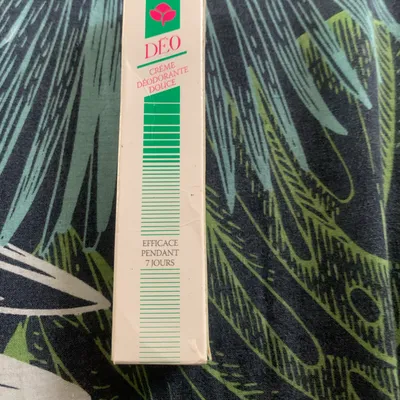 DEO
CRÈME
DÉODORANTE
DOUCE
EFFICACE
PENDANT
7 JOURS